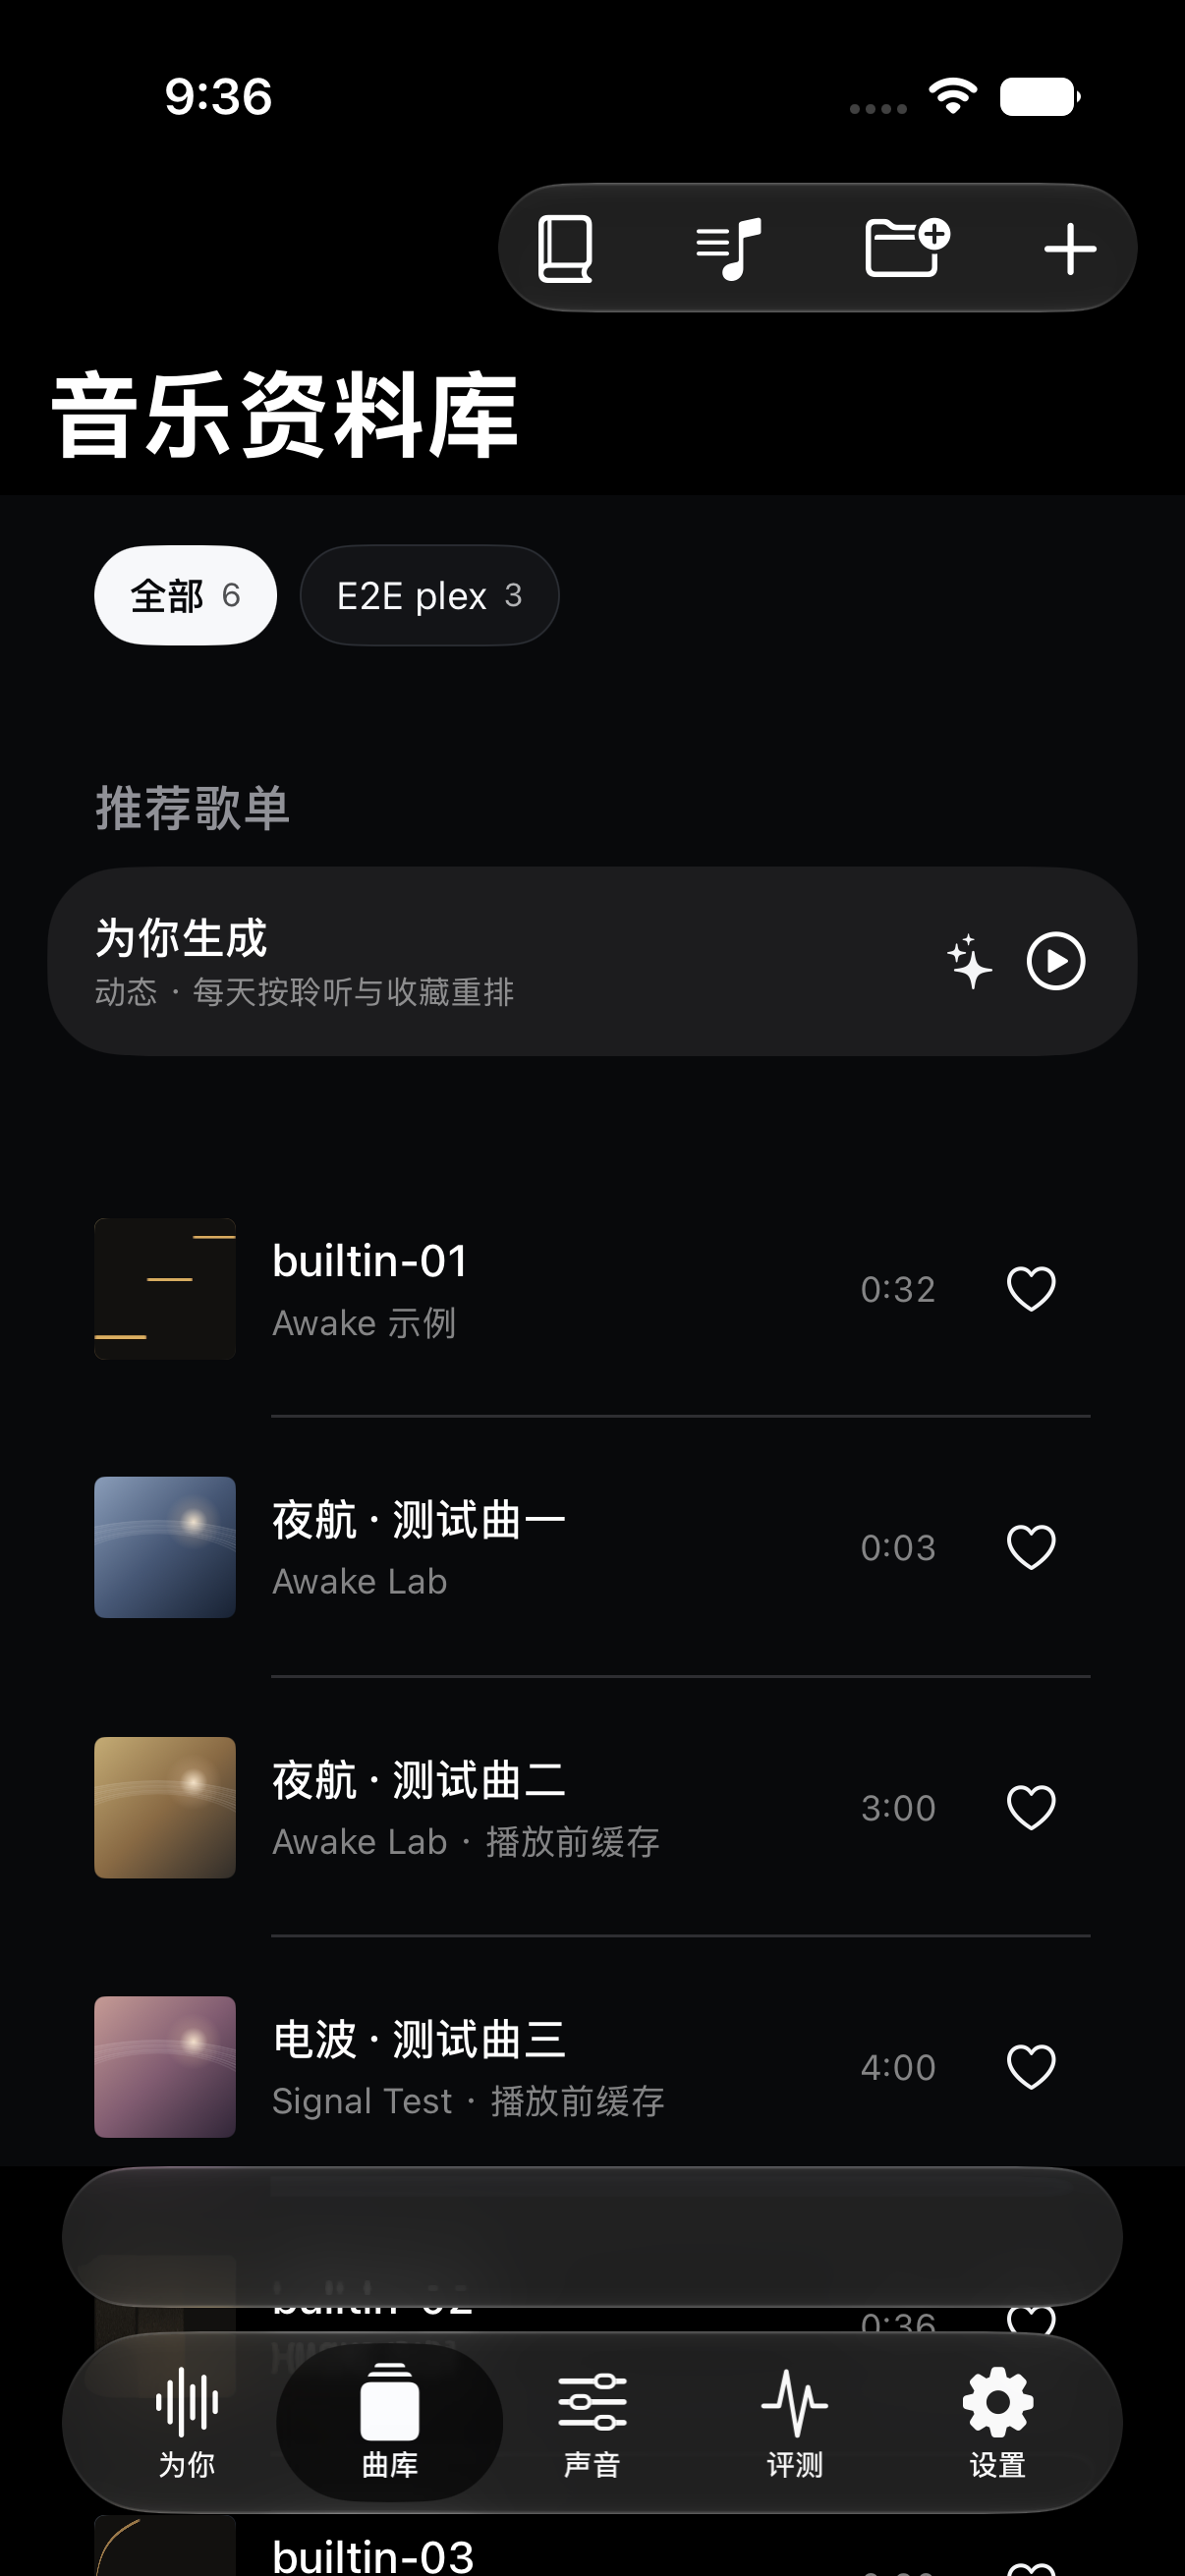 9:36
音乐资料库
全部 6
E2E plex 3
推荐歌单
为你生成
动态 · 每天按聆听与收藏重排
builtin-01
Awake 示例
0:32
夜航 · 测试曲一
Awake Lab
0:03
夜航 · 测试曲二
Awake Lab · 播放前缓存
3:00
电波 · 测试曲三
Signal Test · 播放前缓存
4:00
builtin-02
0:36
为你
曲库
声音
评测
设置
builtin-03